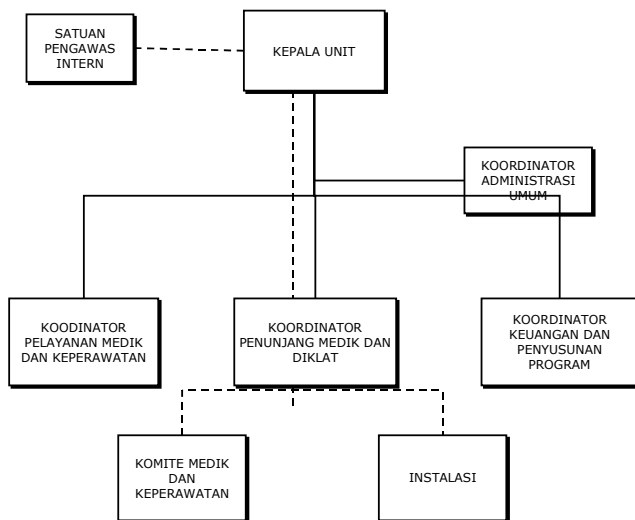 SATUAN
PENGAWAS
INTERN
KEPALA UNIT
KOORDINATOR
ADMINISTRASI
UMUM
KOODINATOR
PELAYANAN MEDIK
DAN KEPERAWATAN
KOORDINATOR
PENUNJANG MEDIK DAN
DIKLAT
KOORDINATOR
KEUANGAN DAN
PENYUSUNAN
PROGRAM
KOMITE MEDIK
DAN
KEPERAWATAN
INSTALASI